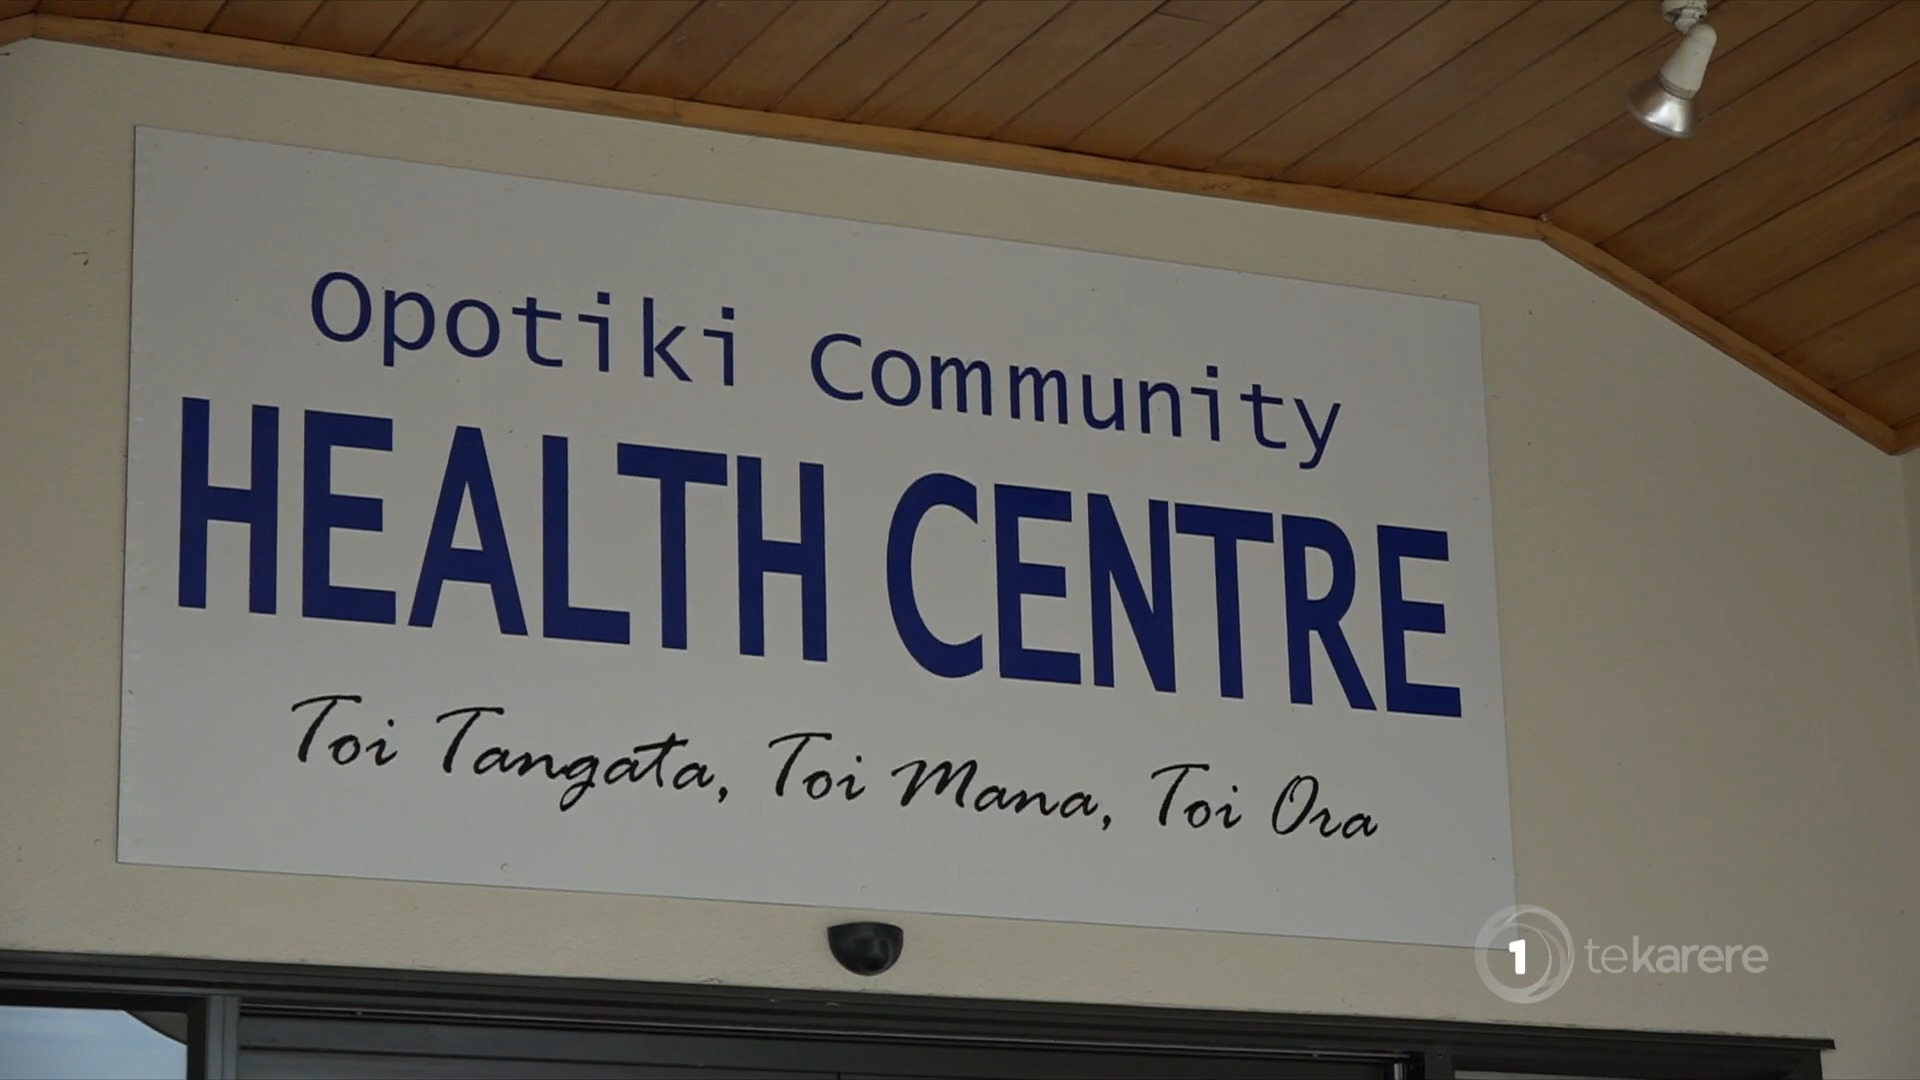 Opotiki Community
HEALTH CENTRE
Toi Tangata, Toi Mana, Toi Ora
1 tekarere